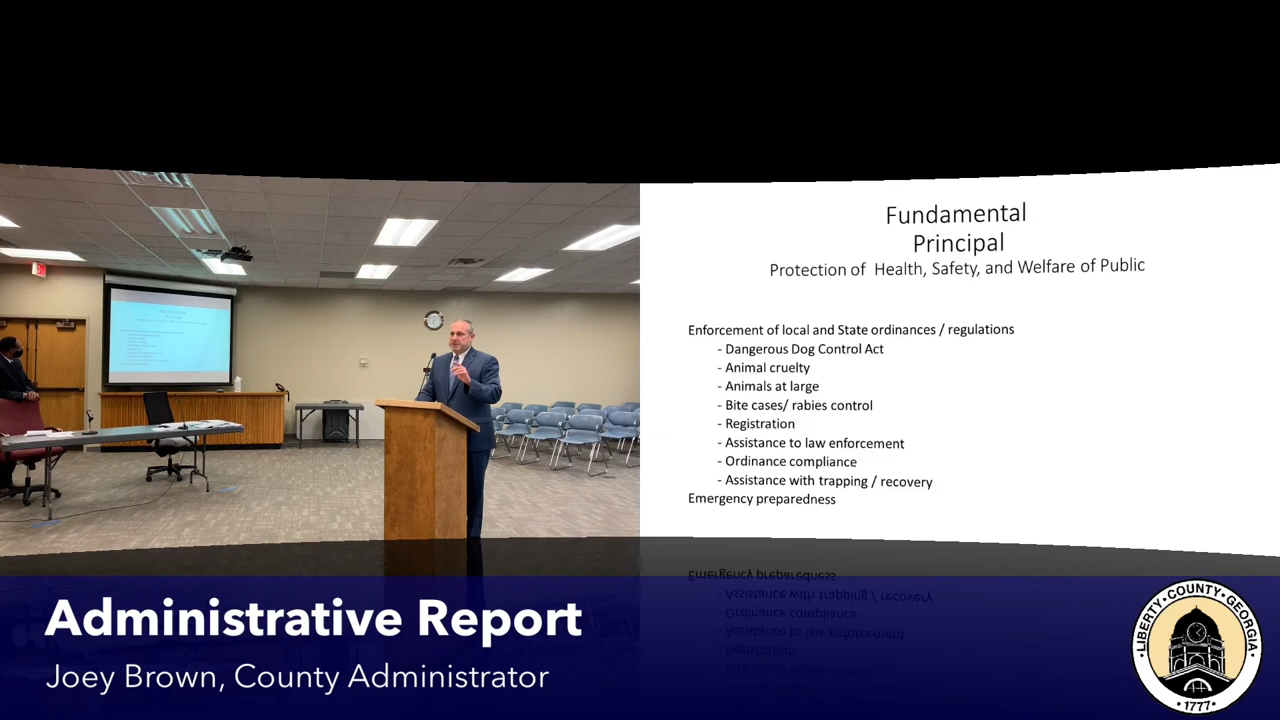 Fundamental
Principal
Protection of Health, Safety, and Welfare of Public
Enforcement of local and State ordinances / regulations
- Dangerous Dog Control Act
- Animal cruelty
- Animals at large
- Bite cases/ rabies control
- Registration
- Assistance to law enforcement
- Ordinance compliance
- Assistance with trapping / recovery
Emergency preparedness
Administrative Report
Joey Brown, County Administrator
LIBERTY · COUNTY · GEORGIA
· 1777 ·